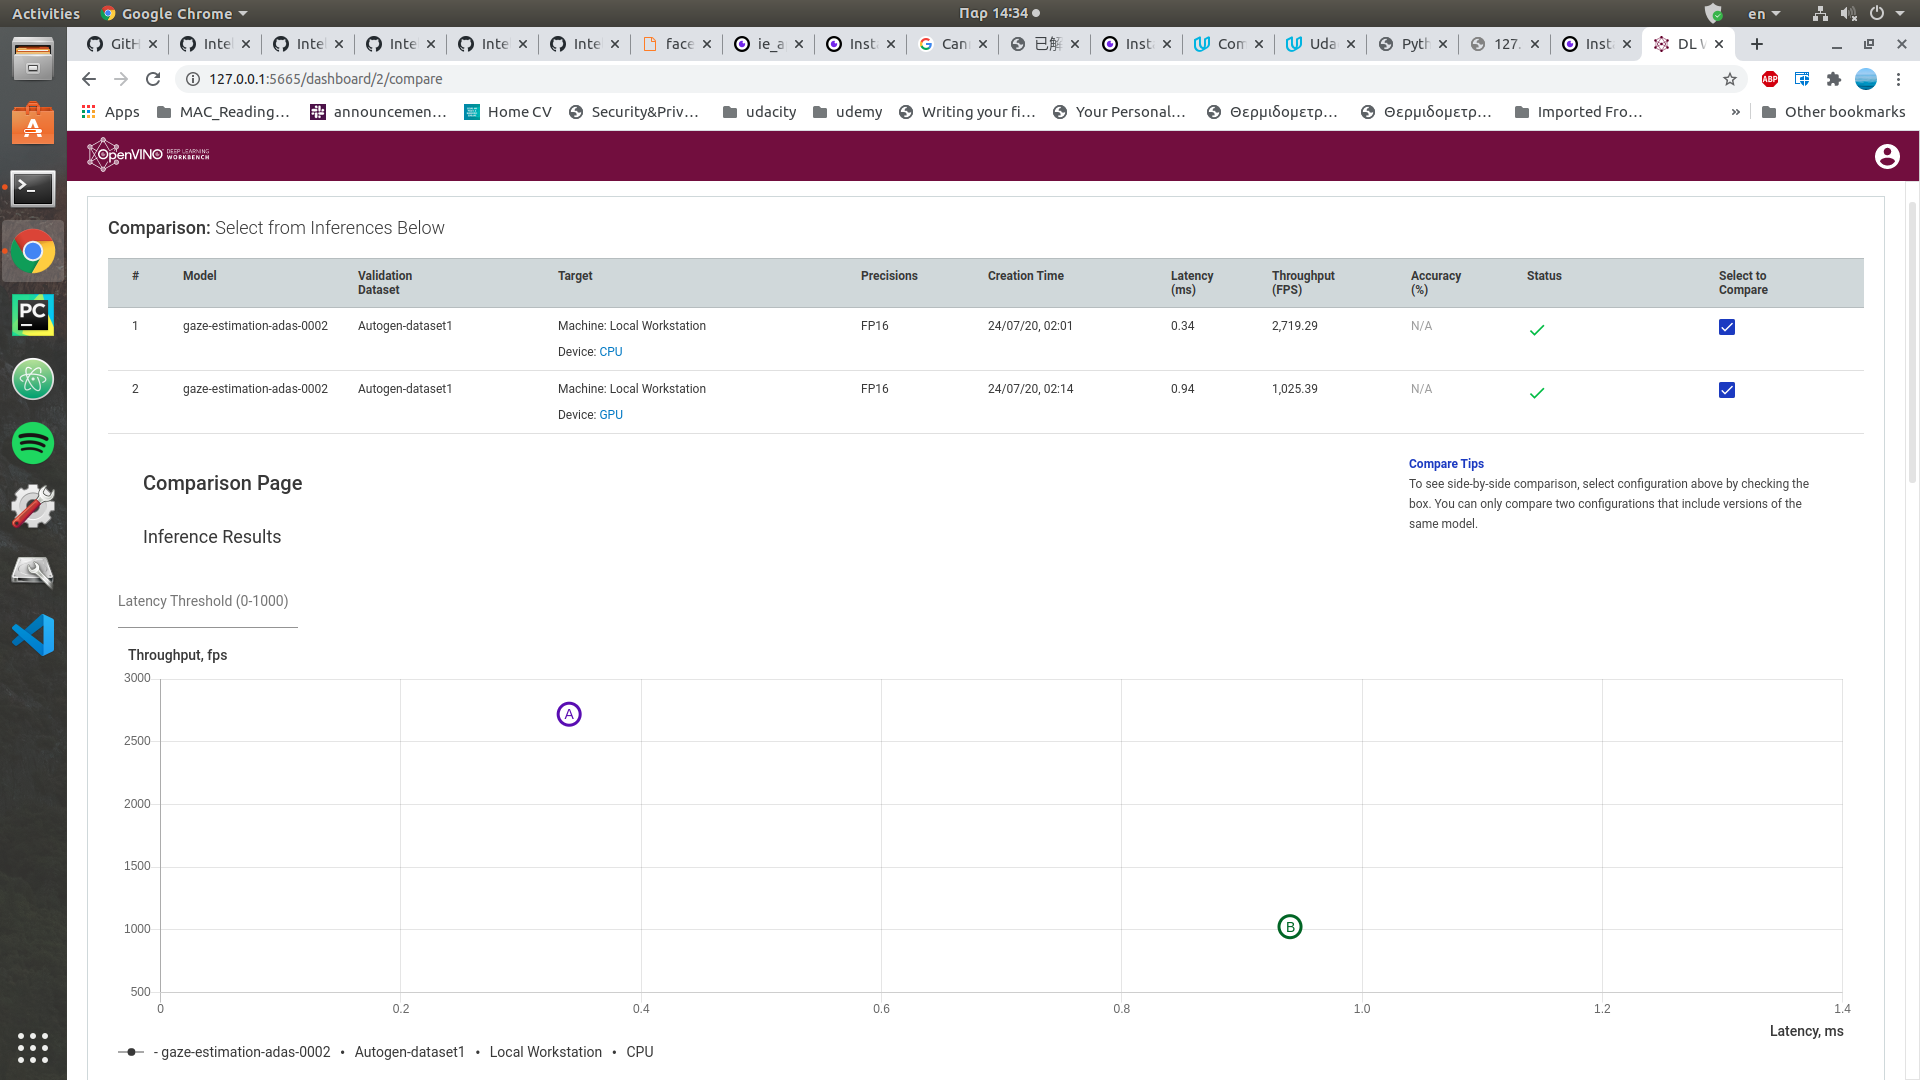 Activities Google Chrome Παρ 14:34 en
GitH Intel Intel Intel Intel Intel face ie_a Insta Can 已解 Insta Com Uda Pyth 127. Insta DL W
127.0.0.1:5665/dashboard/2/compare
ABP
Apps MAC_Reading... announcemen... Home CV Security&Priv... udacity udemy Writing your fi... Your Personal... Θερμιδομετρ... Θερμιδομετρ... Imported Fro... » Other bookmarks
OpenVINO DEEP LEARNING WORKBENCH
Comparison: Select from Inferences Below
# Model Validation Dataset Target Precisions Creation Time Latency (ms) Throughput (FPS) Accuracy (%) Status Select to Compare
1 gaze-estimation-adas-0002 Autogen-dataset1 Machine: Local Workstation FP16 24/07/20, 02:01 0.34 2,719.29 N/A
Device: CPU
2 gaze-estimation-adas-0002 Autogen-dataset1 Machine: Local Workstation FP16 24/07/20, 02:14 0.94 1,025.39 N/A
Device: GPU
Comparison Page
Inference Results
Compare Tips
To see side-by-side comparison, select configuration above by checking the
box. You can only compare two configurations that include versions of the
same model.
Latency Threshold (0-1000)
Throughput, fps
3000
A
2500
2000
1500
1000
B
500
0 0.2 0.4 0.6 0.8 1.0 1.2 1.4
Latency, ms
- gaze-estimation-adas-0002 • Autogen-dataset1 • Local Workstation • CPU
PC